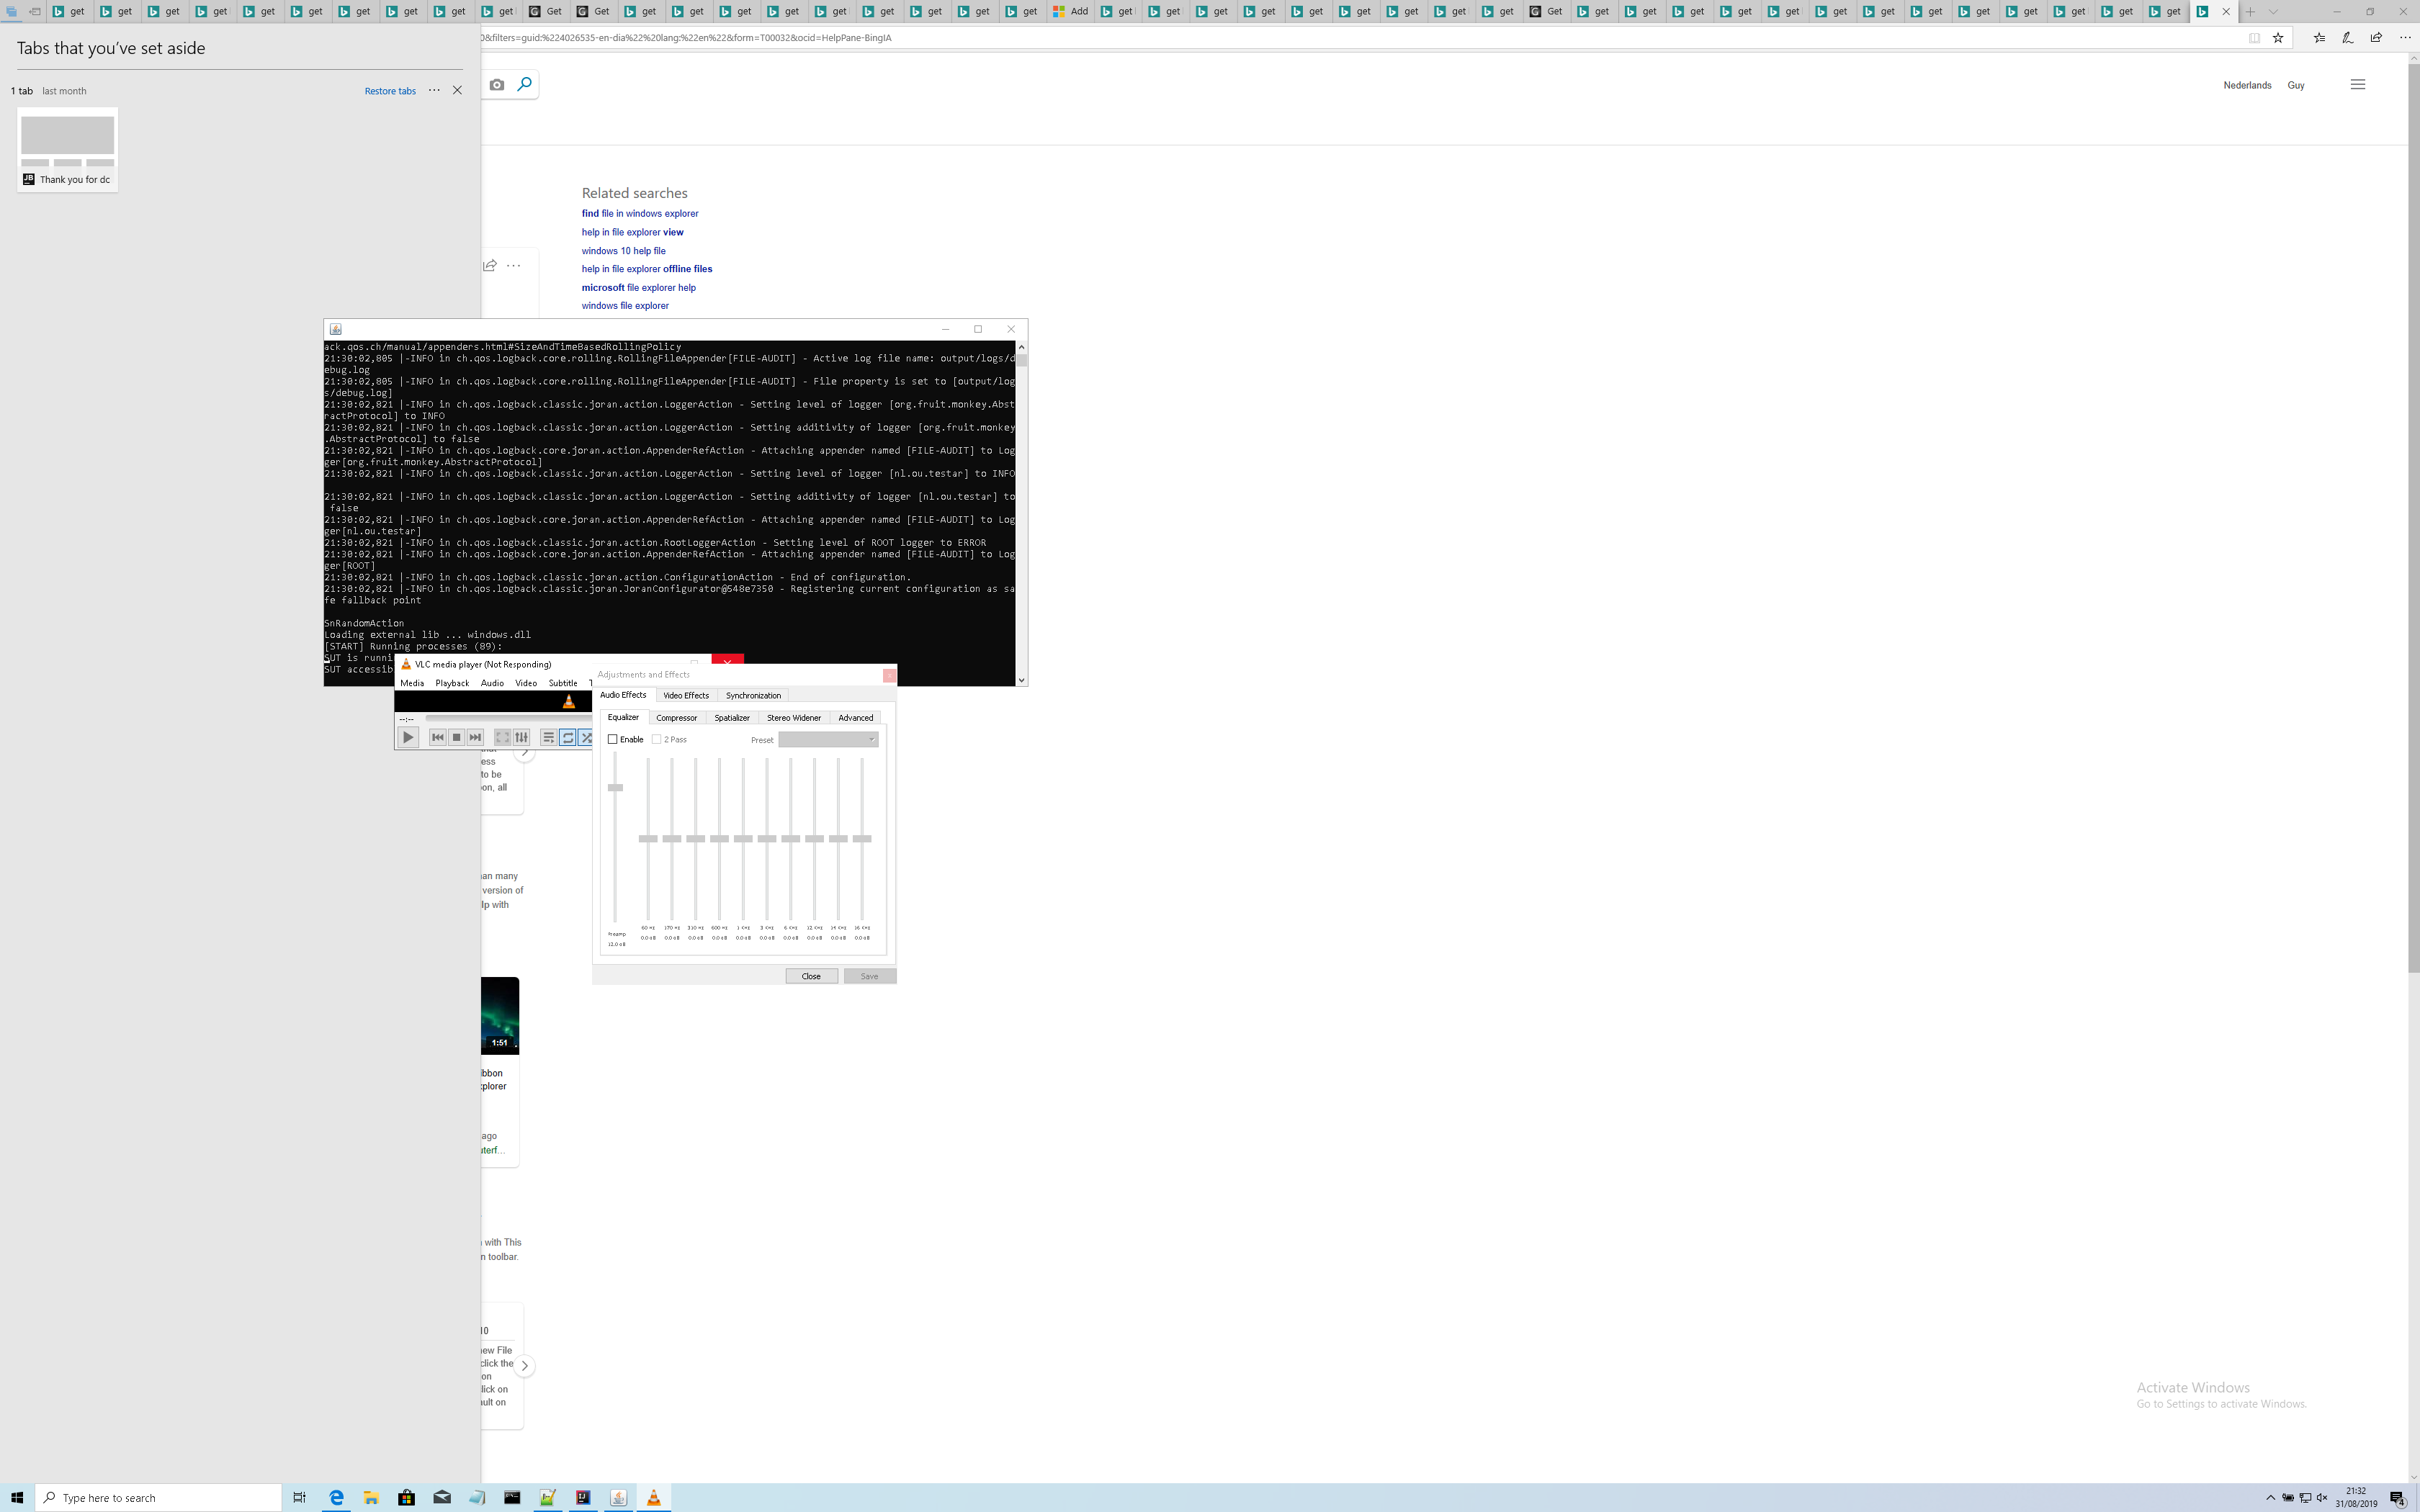 get get get get get get get get get get Get Get get get get get get get get get get Add get get get get get get get get get Get get get get get get get get get get get get get get
Tabs that you've set aside
0&filters=guid:%224026535-en-dia%22%20lang:%22en%22&form=T00032&ocid=HelpPane-BingIA
1 tab last month Restore tabs
Nederlands Guy
Thank you for dc
Related searches
find file in windows explorer
help in file explorer view
windows 10 help file
help in file explorer offline files
microsoft file explorer help
windows file explorer
ack.qos.ch/manual/appenders.html#SizeAndTimeBasedRollingPolicy
21:30:02,805 |-INFO in ch.qos.logback.core.rolling.RollingFileAppender[FILE-AUDIT] - Active log file name: output/logs/d
ebug.log
21:30:02,805 |-INFO in ch.qos.logback.core.rolling.RollingFileAppender[FILE-AUDIT] - File property is set to [output/log
s/debug.log]
21:30:02,821 |-INFO in ch.qos.logback.classic.joran.action.LoggerAction - Setting level of logger [org.fruit.monkey.Abst
ractProtocol] to INFO
21:30:02,821 |-INFO in ch.qos.logback.classic.joran.action.LoggerAction - Setting additivity of logger [org.fruit.monkey
.AbstractProtocol] to false
21:30:02,821 |-INFO in ch.qos.logback.core.joran.action.AppenderRefAction - Attaching appender named [FILE-AUDIT] to Log
ger[org.fruit.monkey.AbstractProtocol]
21:30:02,821 |-INFO in ch.qos.logback.classic.joran.action.LoggerAction - Setting level of logger [nl.ou.testar] to INFO
21:30:02,821 |-INFO in ch.qos.logback.classic.joran.action.LoggerAction - Setting additivity of logger [nl.ou.testar] to
false
21:30:02,821 |-INFO in ch.qos.logback.core.joran.action.AppenderRefAction - Attaching appender named [FILE-AUDIT] to Log
ger[nl.ou.testar]
21:30:02,821 |-INFO in ch.qos.logback.classic.joran.action.RootLoggerAction - Setting level of ROOT logger to ERROR
21:30:02,821 |-INFO in ch.qos.logback.core.joran.action.AppenderRefAction - Attaching appender named [FILE-AUDIT] to Log
ger[ROOT]
21:30:02,821 |-INFO in ch.qos.logback.classic.joran.action.ConfigurationAction - End of configuration.
21:30:02,821 |-INFO in ch.qos.logback.classic.joran.JoranConfigurator@548e7350 - Registering current configuration as sa
fe fallback point
SnRandomAction
Loading external lib ... windows.dll
[START] Running processes (89):
SUT is runni
SUT accessib
VLC media player (Not Responding)
Media Playback Audio Video Subtitle T
--:--
Adjustments and Effects
Audio Effects Video Effects Synchronization
Equalizer Compressor Spatializer Stereo Widener Advanced
Enable 2 Pass Preset
60 Hz 170 Hz 310 Hz 600 Hz 1 KHz 3 KHz 6 KHz 12 KHz 14 KHz 16 KHz
Preamp 0.0 dB 0.0 dB 0.0 dB 0.0 dB 0.0 dB 0.0 dB 0.0 dB 0.0 dB 0.0 dB 0.0 dB
12.0 dB
Close Save
ess
to be
on, all
an many
version of
lp with
1:51
ibbon
xplorer
ago
uterf...
with This
n toolbar.
10
ew File
click the
on
lick on
ault on
Activate Windows
Go to Settings to activate Windows.
Type here to search
21:32
31/08/2019
4